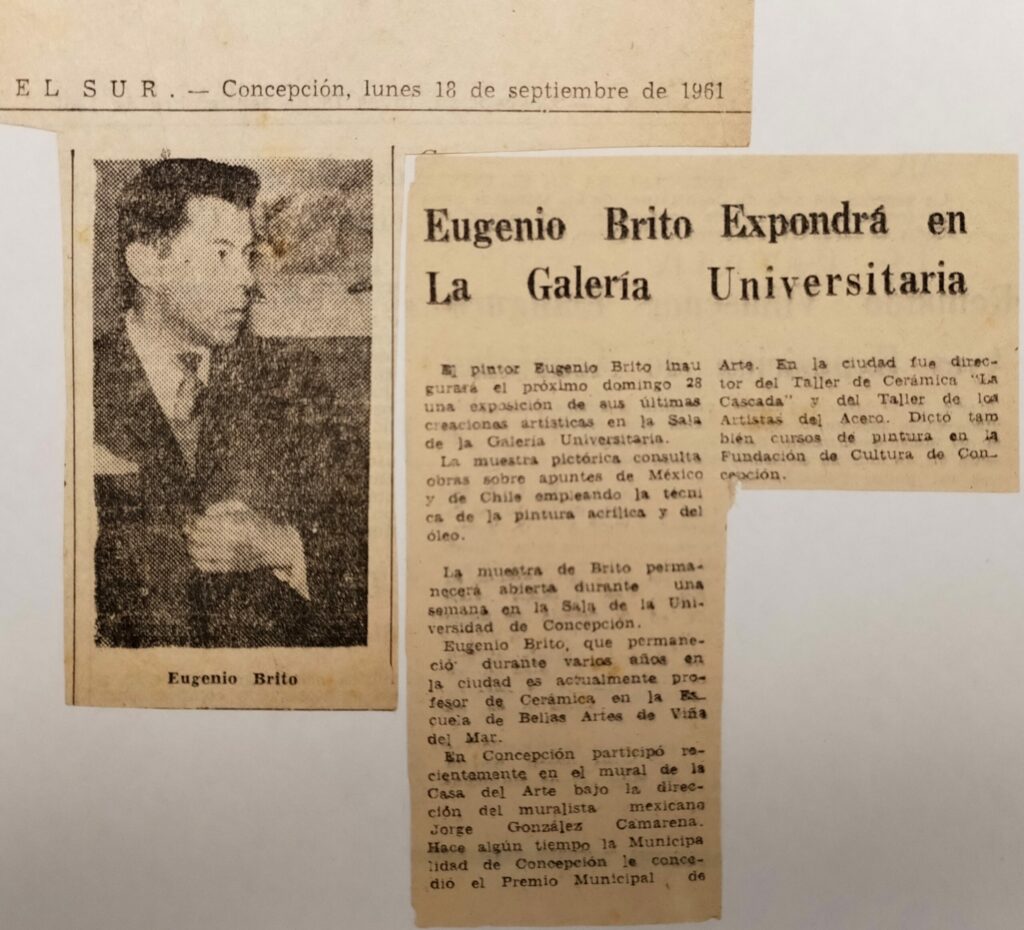 EL SUR. — Concepción, lunes 18 de septiembre de 1961
Eugenio Brito
Eugenio Brito Expondrá en
La Galería Universitaria
El pintor Eugenio Brito inau
gurará el próximo domingo 28
una exposición de sus últimas
creaciones artísticas en la Sala
de la Galería Universitaria.
La muestra pictórica consulta
obras sobre apuntes de México
y de Chile empleando la técni
ca de la pintura acrílica y del
óleo.
La muestra de Brito perma-
necerá abierta durante una
semana en la Sala de la Uni-
versidad de Concepción.
Eugenio Brito, que permane-
ció durante varios años en
la ciudad es actualmente pro-
fesor de Cerámica en la Es-
cuela de Bellas Artes de Viña
del Mar.
En Concepción participó re-
cientemente en el mural de la
Casa del Arte bajo la direc-
ción del muralista mexicano
Jorge González Camarena.
Hace algún tiempo la Municipa
lidad de Concepción le conce-
dió el Premio Municipal de
Arte. En la ciudad fue direc-
tor del Taller de Cerámica "La
Cascada" y del Taller de los
Artistas del Acero. Dictó tam
bién cursos de pintura en la
Fundación de Cultura de Con-
cepción.